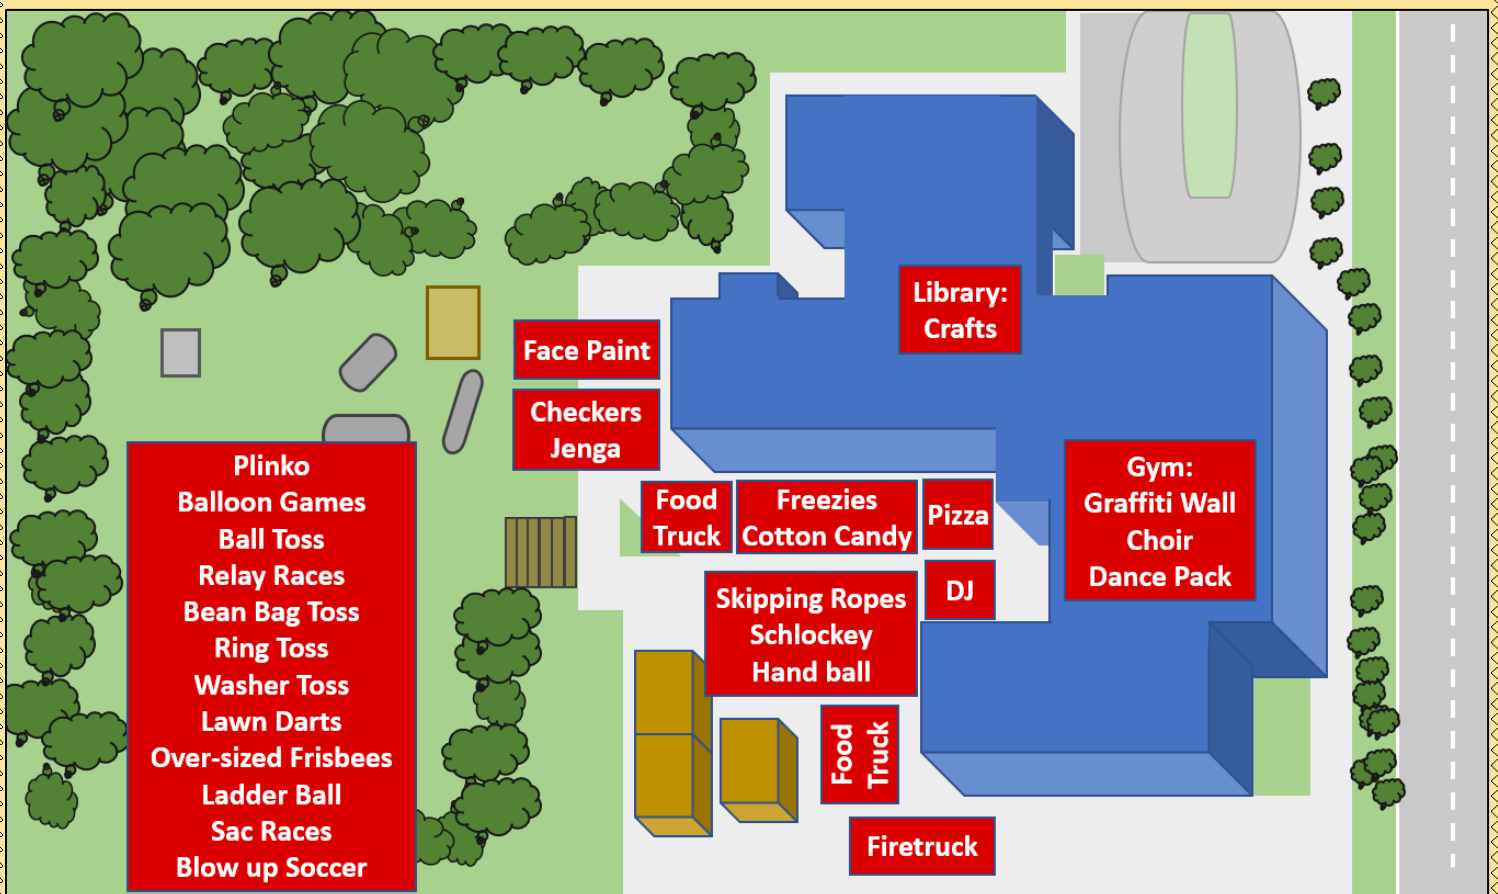 Library:
Crafts
Face Paint
Checkers
Jenga
Plinko
Balloon Games
Ball Toss
Relay Races
Bean Bag Toss
Ring Toss
Washer Toss
Lawn Darts
Over-sized Frisbees
Ladder Ball
Sac Races
Blow up Soccer
Food
Truck
Freezies
Cotton Candy
Pizza
Gym:
Graffiti Wall
Choir
Dance Pack
DJ
Skipping Ropes
Schlockey
Hand ball
Food
Truck
Firetruck